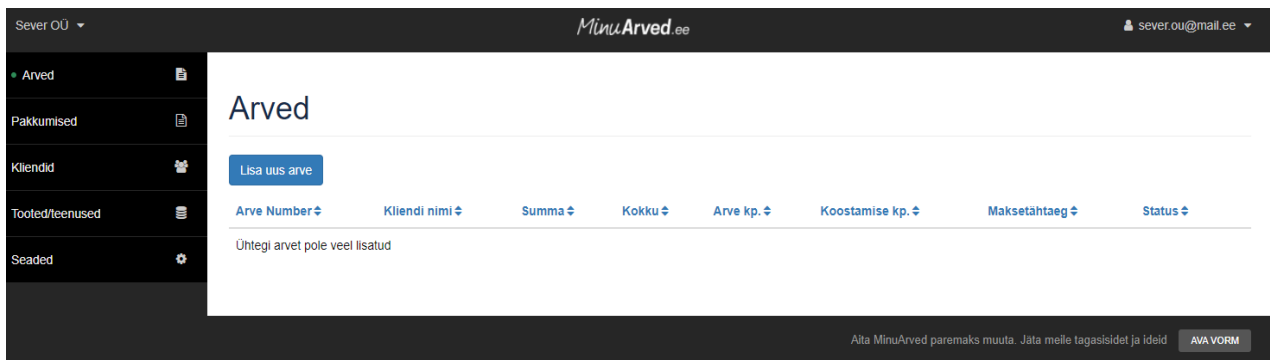 Sever OÜ MinuArved.ee sever.ou@mail.ee
Arved
Pakkumised
Kliendid
Tooted/teenused
Seaded
Arved
Lisa uus arve
Arve Number Kliendi nimi Summa Kokku Arve kp. Koostamise kp. Maksetähtaeg Status
Ühtegi arvet pole veel lisatud
Aita MinuArved paremaks muuta. Jäta meile tagasisidet ja ideid AVA VORM